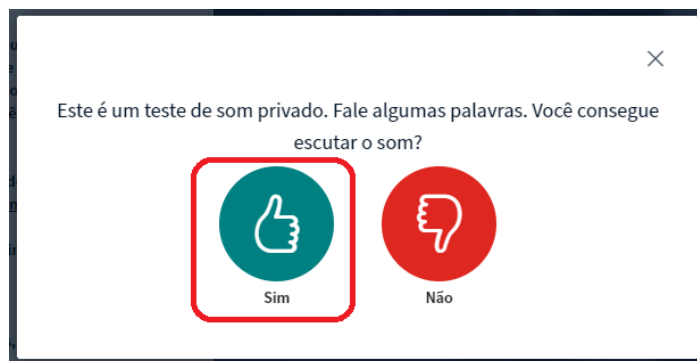 Este é um teste de som privado. Fale algumas palavras. Você consegue
escutar o som?
Sim
Não